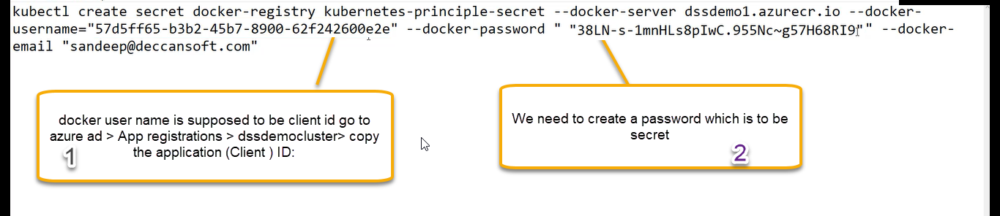 kubectl create secret docker-registry kubernetes-principle-secret --docker-server dssdemo1.azurecr.io --docker-
username="57d5ff65-b3b2-45b7-8900-62f242600e2e" --docker-password " "38LN-s-1mnHLs8pIwC.955Nc~g57H68RI9"" --docker-
email "sandeep@deccansoft.com"
docker user name is supposed to be client id go to
azure ad > App registrations > dssdemocluster> copy
the application (Client ) ID:
1
We need to create a password which is to be
secret
2